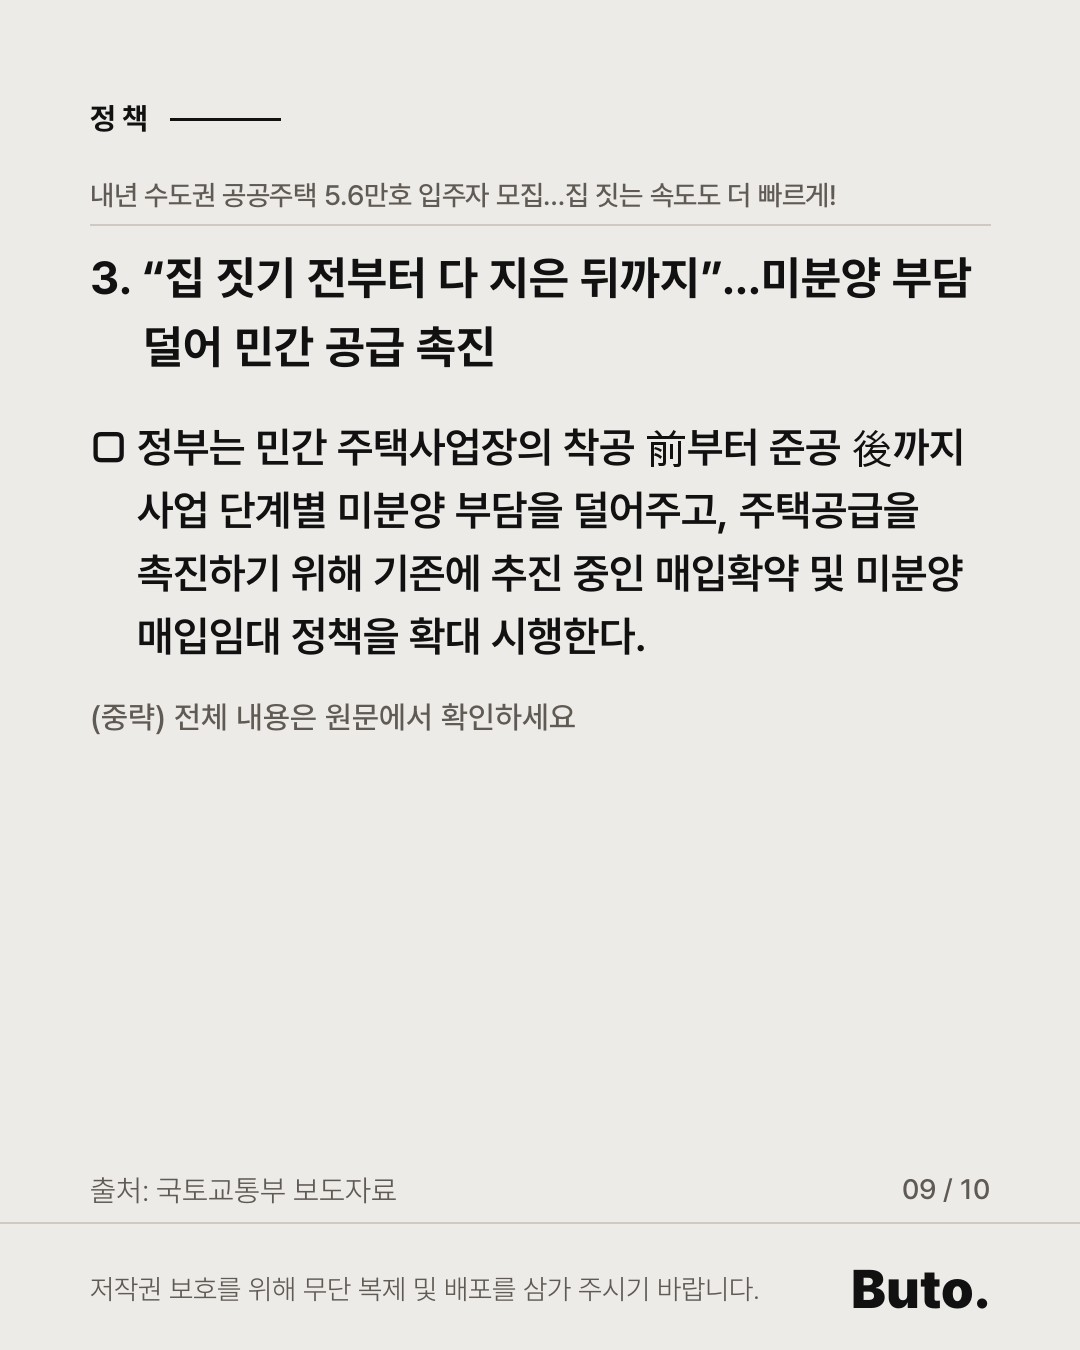 정책
내년 수도권 공공주택 5.6만호 입주자 모집...집 짓는 속도도 더 빠르게!
3. “집 짓기 전부터 다 지은 뒤까지”...미분양 부담
덜어 민간 공급 촉진
□ 정부는 민간 주택사업장의 착공 前부터 준공 後까지
사업 단계별 미분양 부담을 덜어주고, 주택공급을
촉진하기 위해 기존에 추진 중인 매입확약 및 미분양
매입임대 정책을 확대 시행한다.
(중략) 전체 내용은 원문에서 확인하세요
출처: 국토교통부 보도자료
09 / 10
저작권 보호를 위해 무단 복제 및 배포를 삼가 주시기 바랍니다.
Buto.